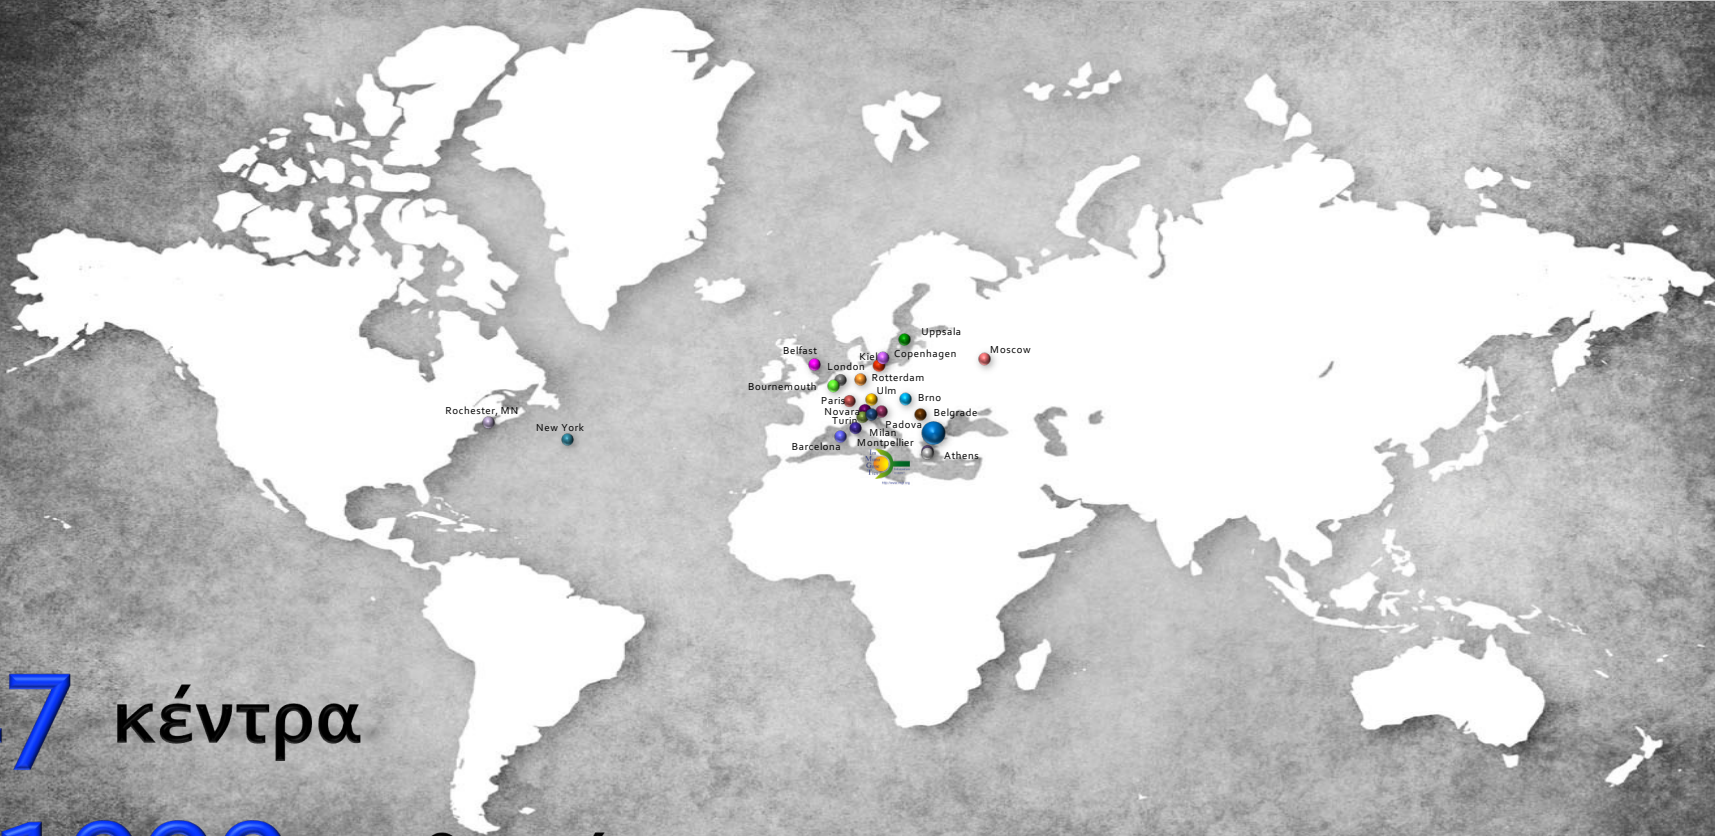 Uppsala
Moscow
Belfast
Kiel
Copenhagen
London
Rotterdam
Bournemouth
Ulm
Paris
Brno
Novara
Belgrade
Rochester, MN
Turin
Padova
New York
Milan
Montpellier
Barcelona
Athens
7 κέντρα